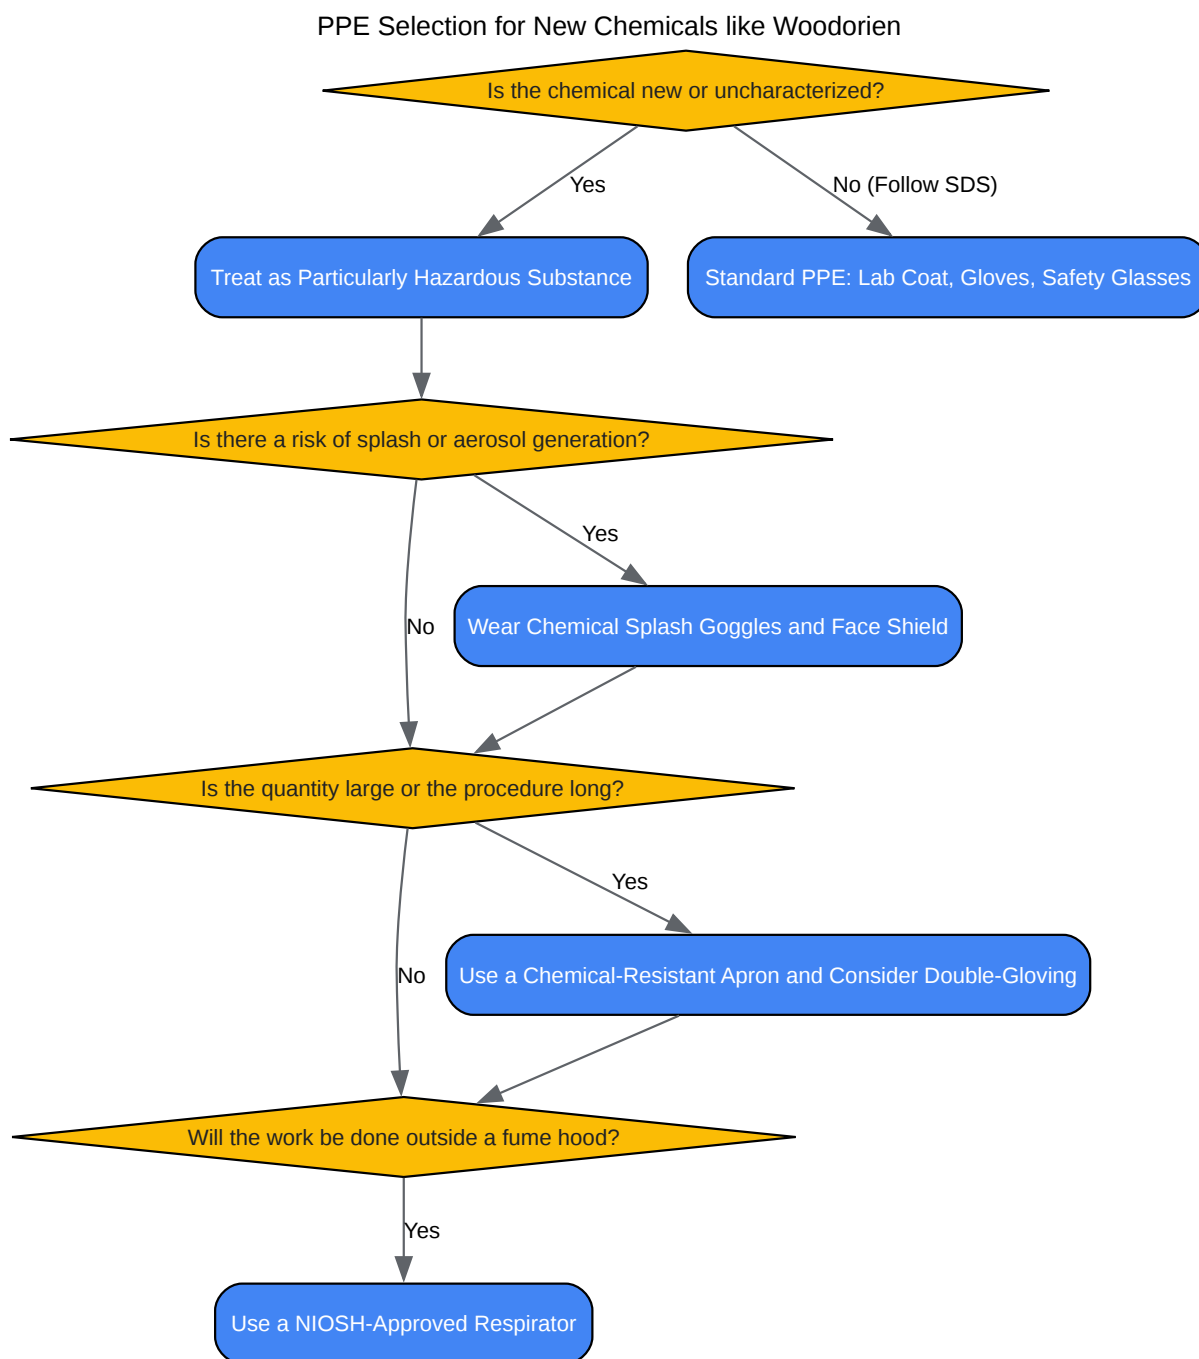 PPE Selection for New Chemicals like Woodorien
Is the chemical new or uncharacterized?
Yes
No (Follow SDS)
Treat as Particularly Hazardous Substance
Standard PPE: Lab Coat, Gloves, Safety Glasses
Is there a risk of splash or aerosol generation?
Yes
Wear Chemical Splash Goggles and Face Shield
No
Is the quantity large or the procedure long?
Yes
Use a Chemical-Resistant Apron and Consider Double-Gloving
No
Will the work be done outside a fume hood?
Yes
Use a NIOSH-Approved Respirator